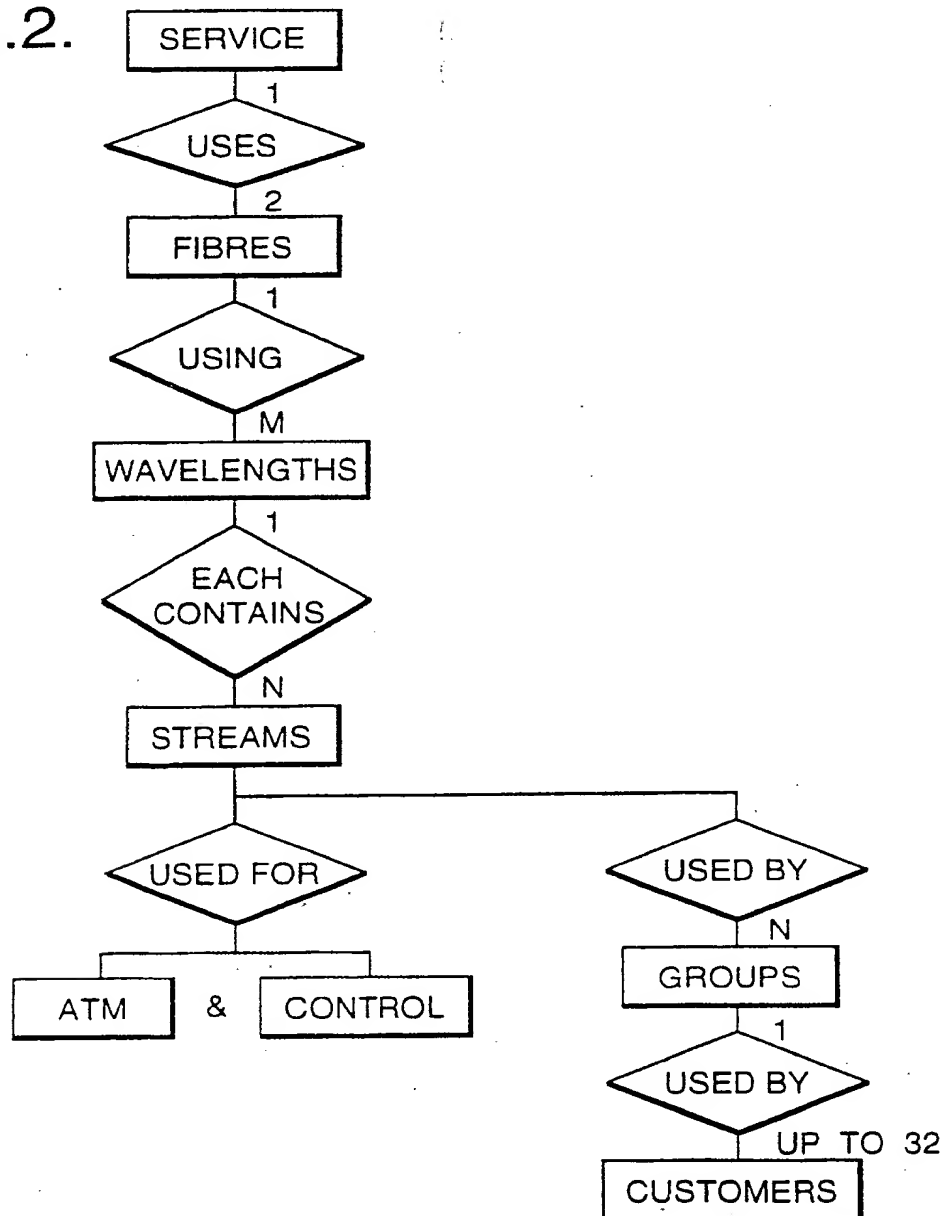 .2.
SERVICE
1
USES
2
FIBRES
1
USING
M
WAVELENGTHS
1
EACH
CONTAINS
N
STREAMS
USED FOR
USED BY
N
ATM & CONTROL
GROUPS
1
USED BY
UP TO 32
CUSTOMERS